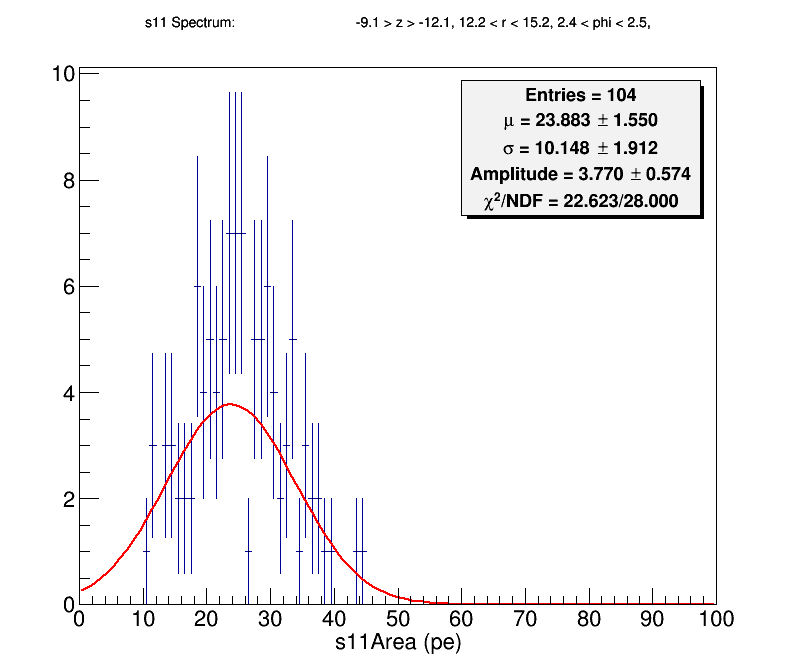 s11 Spectrum: -9.1 > z > -12.1, 12.2 < r < 15.2, 2.4 < phi < 2.5,
Entries = 104
μ = 23.883 ± 1.550
σ = 10.148 ± 1.912
Amplitude = 3.770 ± 0.574
χ²/NDF = 22.623/28.000
10
8
6
4
2
0
0 10 20 30 40 50 60 70 80 90 100
s11Area (pe)